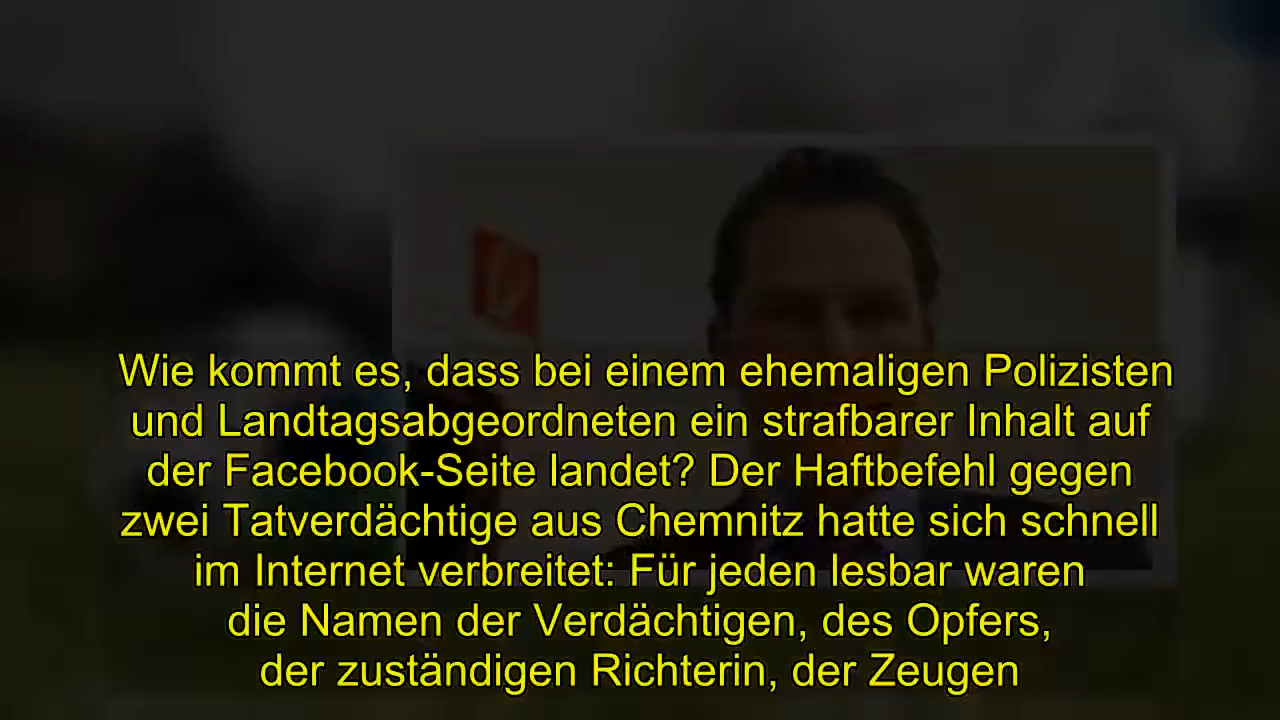 Wie kommt es, dass bei einem ehemaligen Polizisten
und Landtagsabgeordneten ein strafbarer Inhalt auf
der Facebook-Seite landet? Der Haftbefehl gegen
zwei Tatverdächtige aus Chemnitz hatte sich schnell
im Internet verbreitet: Für jeden lesbar waren
die Namen der Verdächtigen, des Opfers,
der zuständigen Richterin, der Zeugen